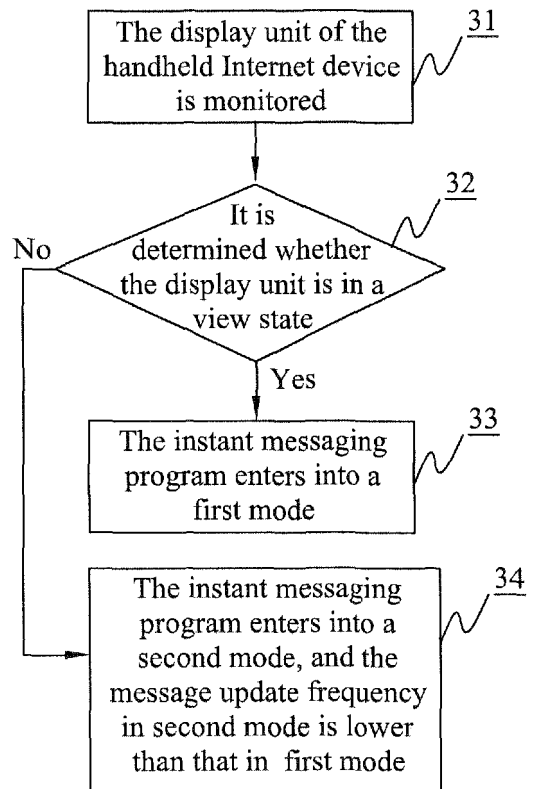 The display unit of the
handheld Internet device
is monitored
31
It is
determined whether
the display unit is in a
view state
32
No
Yes
The instant messaging
program enters into a
first mode
33
The instant messaging
program enters into a
second mode, and the
message update frequency
in second mode is lower
than that in first mode
34